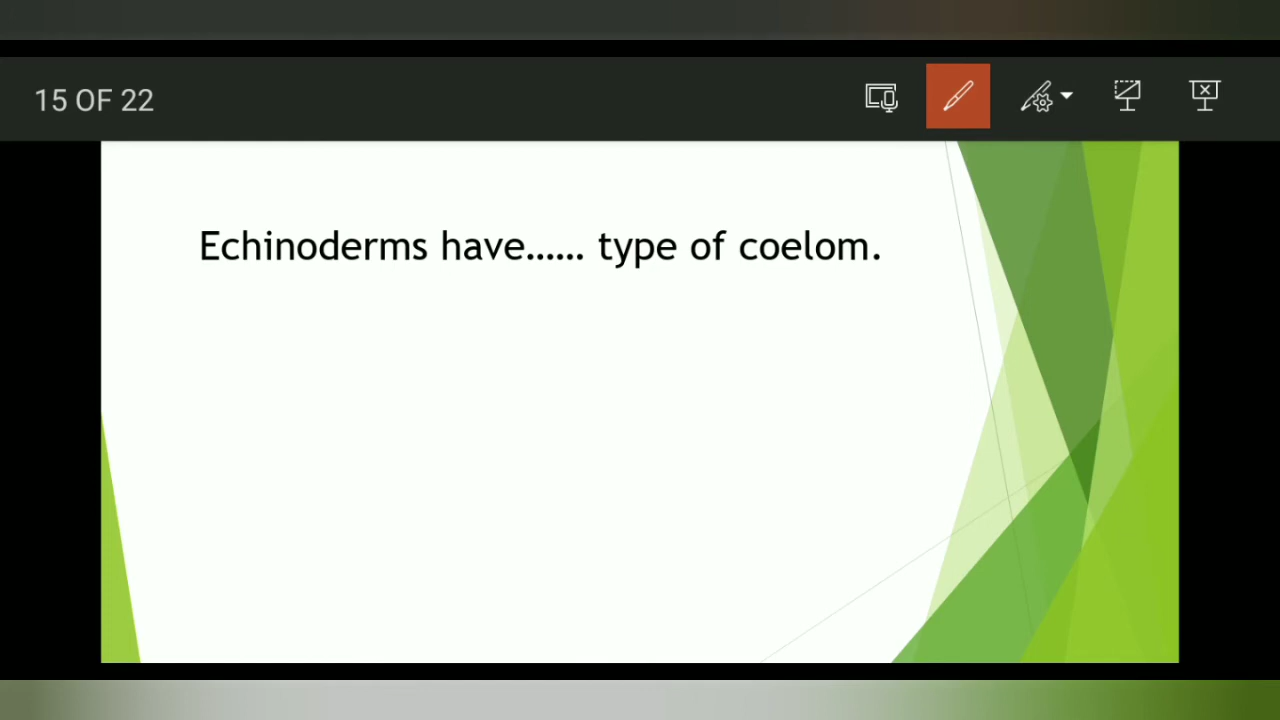 15 OF 22
Echinoderms have...... type of coelom.